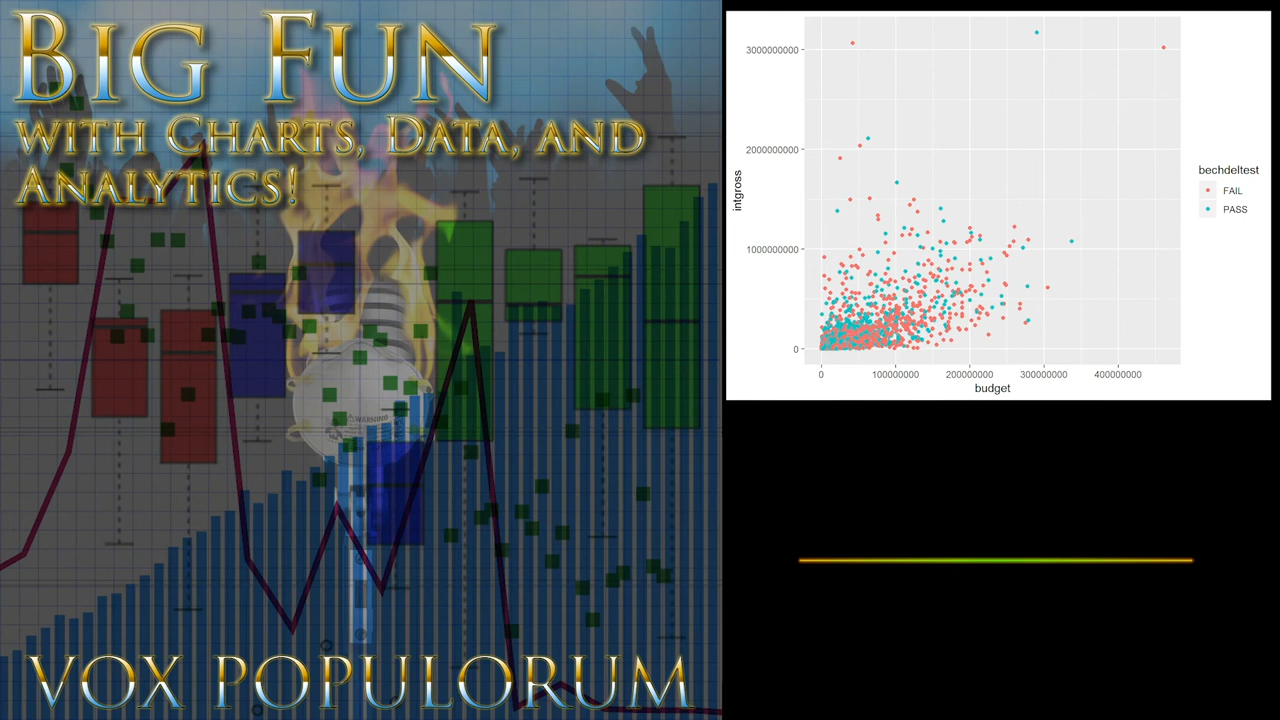 BIG FUN
WITH CHARTS, DATA, AND
ANALYTICS!
⚠WARNING
VOX POPULORUM
3000000000
2000000000
1000000000
0
intgross
0
100000000
200000000
300000000
400000000
budget
bechdeltest
FAIL
PASS